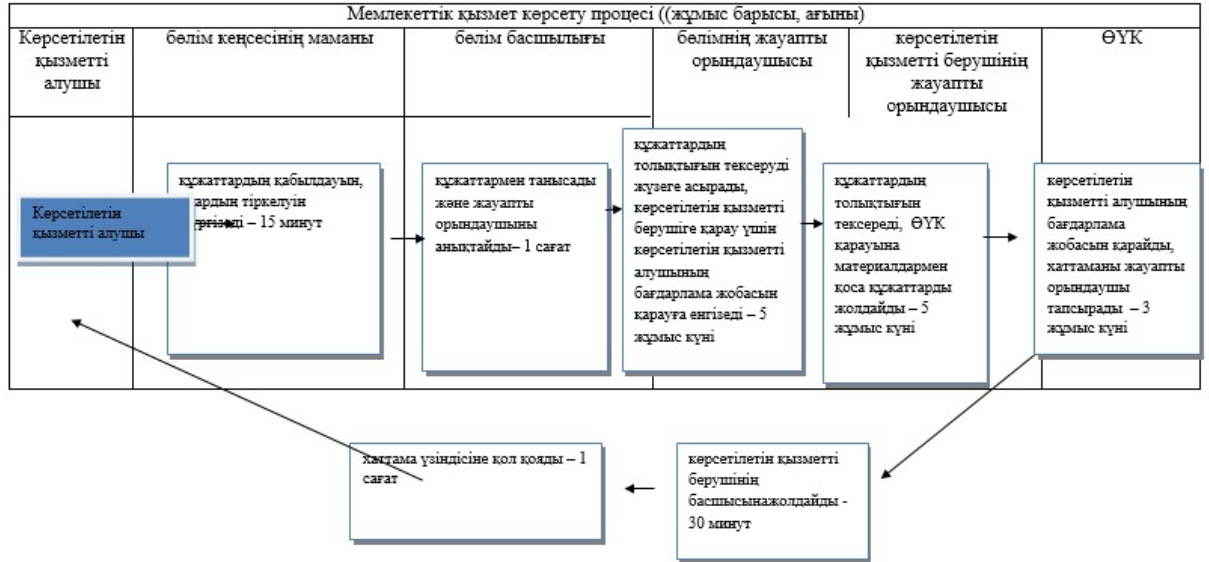 Мемлекеттік қызмет көрсету процесі ((жұмыс барысы, ағыны)
Көрсетілетін
қызметті
алушы
бөлім кеңсесінің маманы
бөлім басшылығы
бөлімнің жауапты
орындаушысы
көрсетілетін
қызметті берушінің
жауапты
орындаушысы
ӨҮК
Көрсетілетін
қызметті алушы
құжаттардың қабылдауын,
– 15 минут
құжаттармен танысады
және жауапты
орындаушыны
анықтайды– 1 сағат
құжаттардың
толықтығын тексеруді
жүзеге асырады,
көрсетілетін қызметті
берушіге қарау үшін
көрсетілетін қызметті
алушының
бағдарлама жобасын
қарауға енгізеді – 5
жұмыс күні
құжаттардың
толықтығын
тексереді, ӨҮК
қарауына
материалдармен
қоса құжаттарды
жолдайды – 5
жұмыс күні
көрсетілетін
қызметті алушының
бағдарлама
жобасын қарайды,
хаттаманы жауапты
орындаушы
тапсырады – 3
жұмыс күні
хаттама үзіндісіне қол қояды – 1
сағат
көрсетілетін қызметті
берушінің
басшысынажолдайды -
30 минут